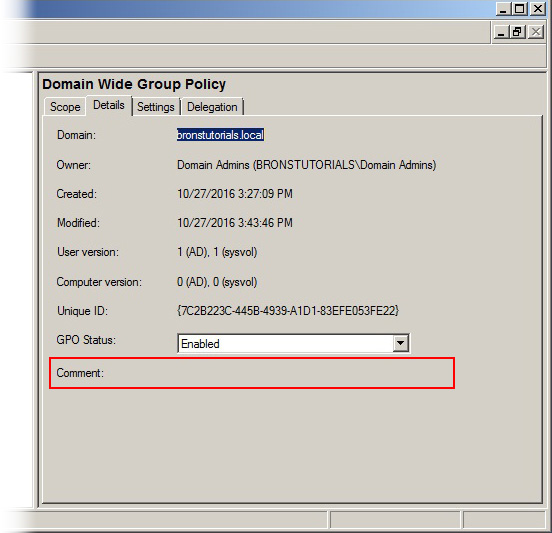 Domain Wide Group Policy
Scope Details Settings Delegation
Domain: bronstutorials.local
Owner: Domain Admins (BRONSTUTORIALS\Domain Admins)
Created: 10/27/2016 3:27:09 PM
Modified: 10/27/2016 3:43:46 PM
User version: 1 (AD), 1 (sysvol)
Computer version: 0 (AD), 0 (sysvol)
Unique ID: {7C2B223C-445B-4939-A1D1-83EFE053FE22}
GPO Status: Enabled
Comment: